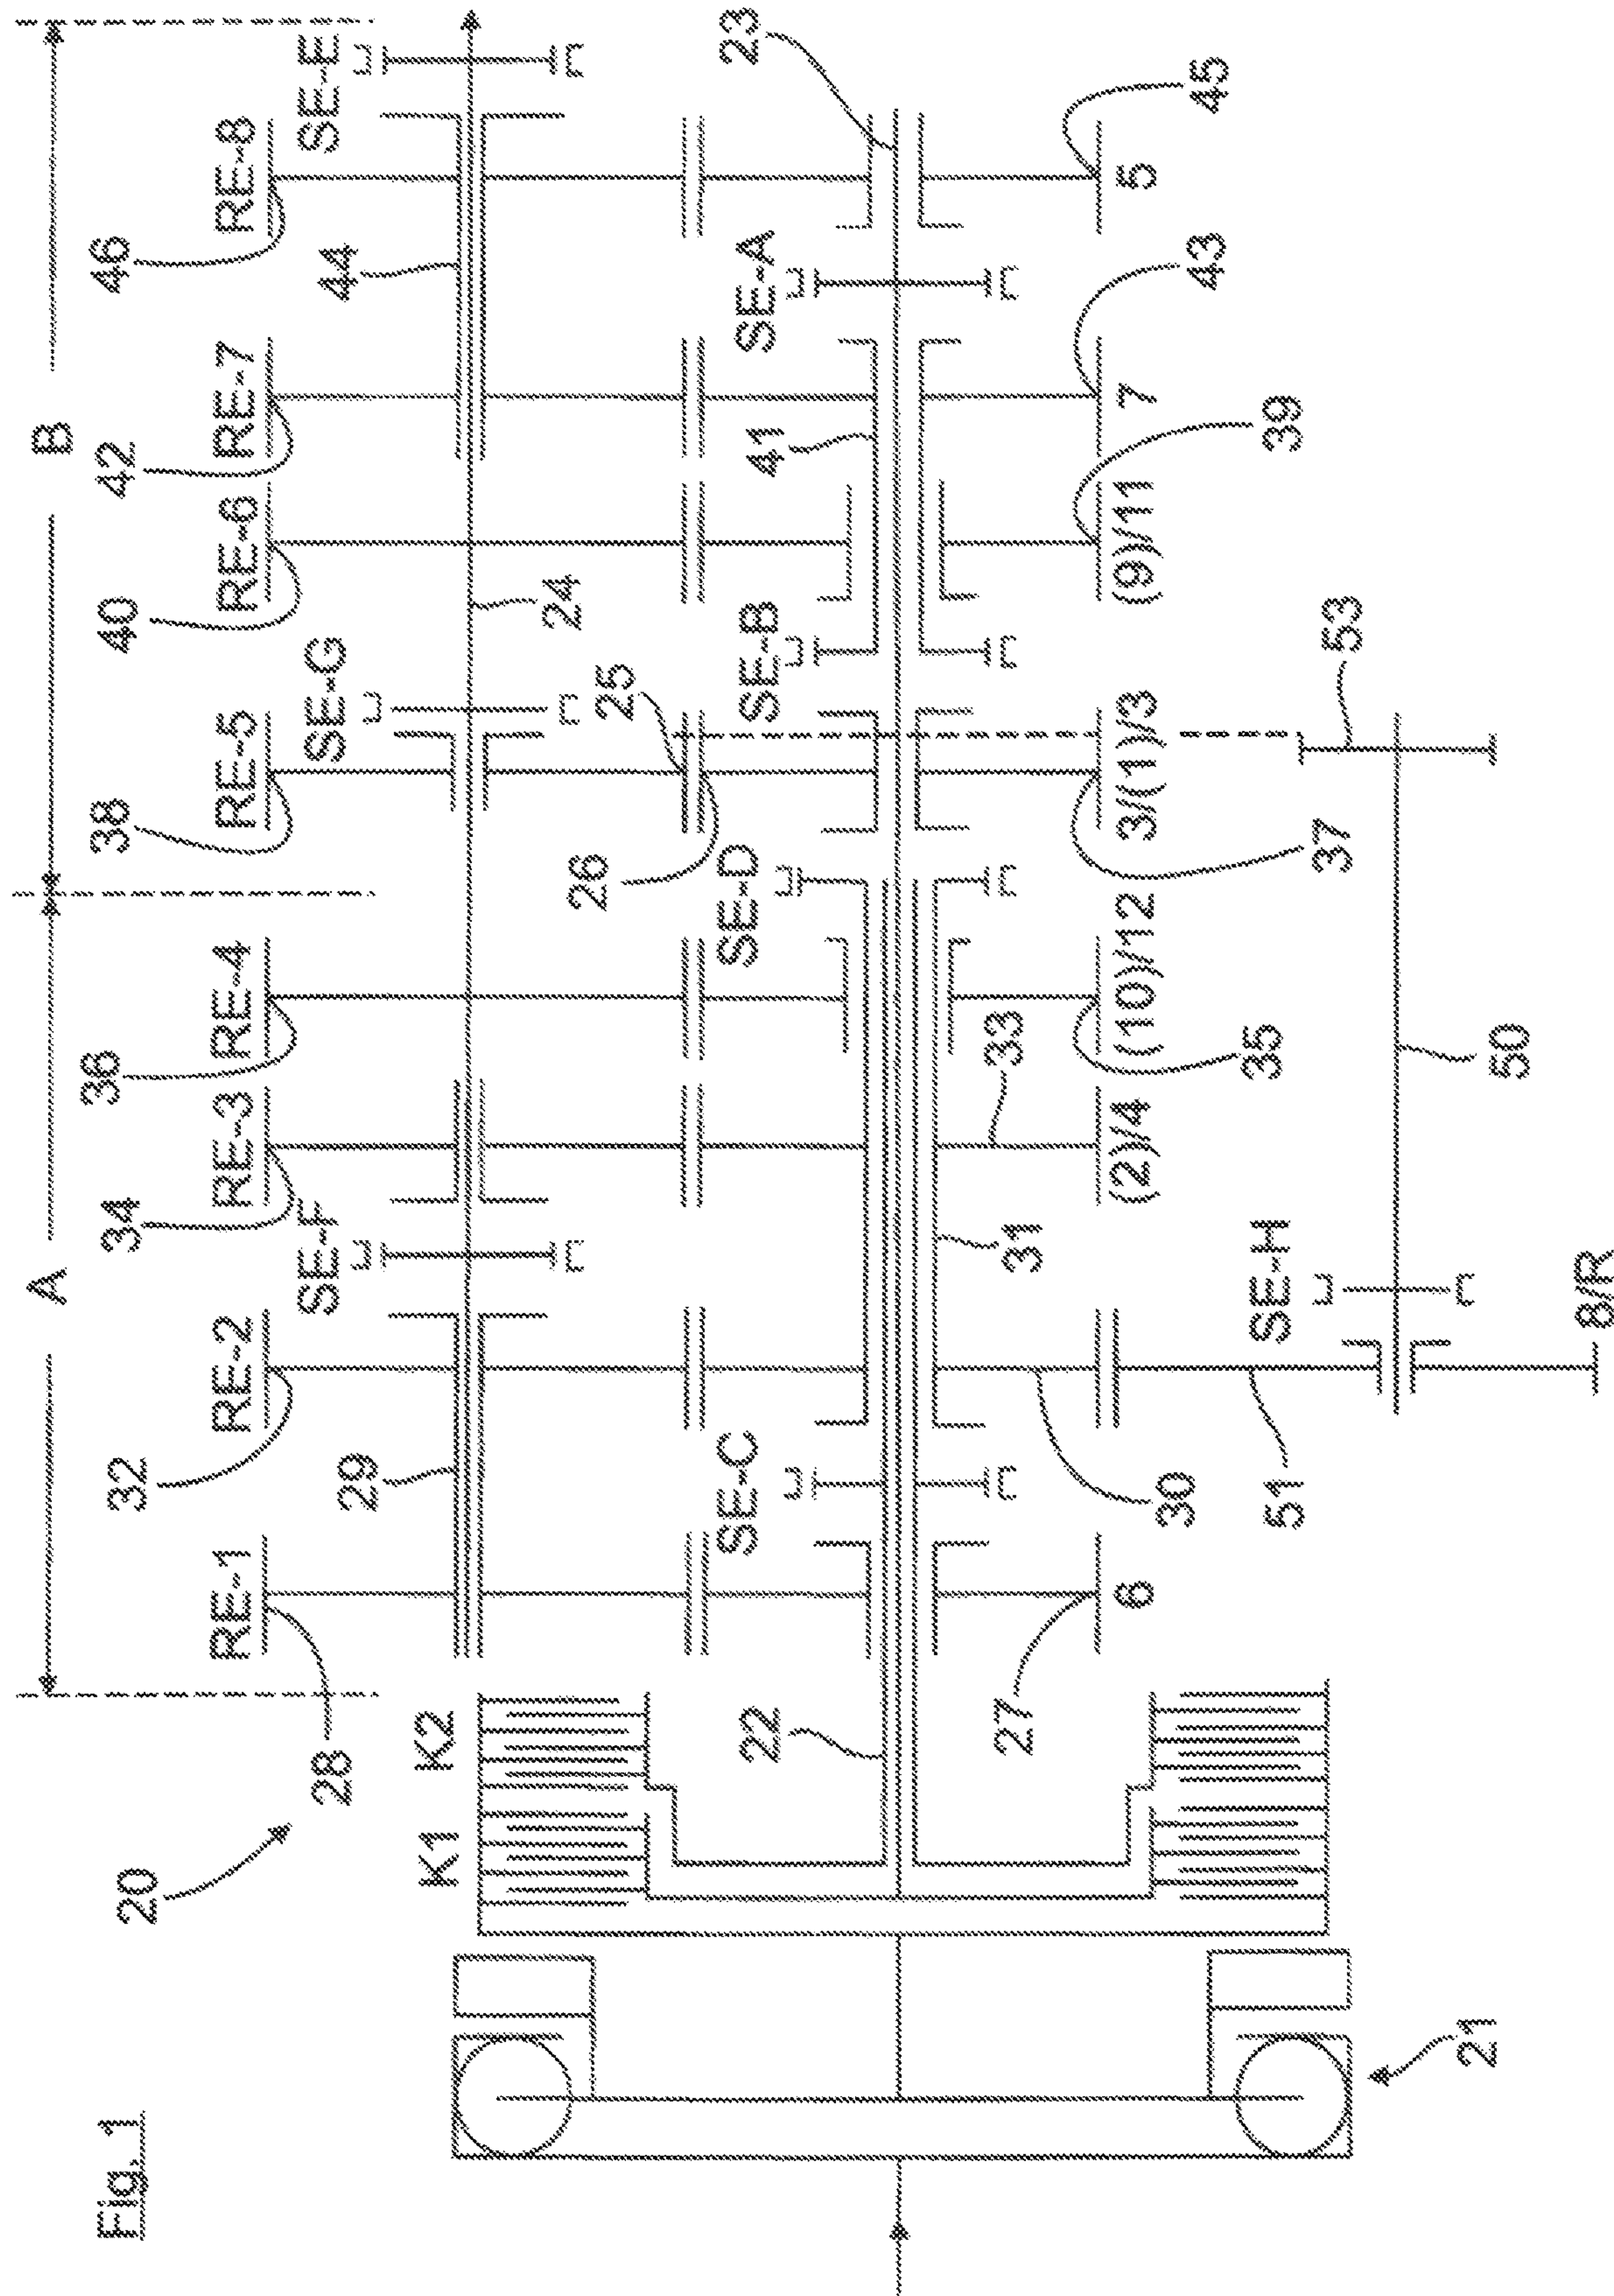 Fig. 1
20
28
32
34
36
38
40
42
46
A
B
RE-1
RE-2
RE-3
RE-4
RE-5
RE-6
RE-7
RE-8
29
SE-F
SE-G
44
SE-E
K1
K2
24
26
25
22
SE-C
SE-D
SE-B
41
SE-A
23
27
31
33
6
(2)/4
(10)/12
3/(1)/3
(9)/11
7
5
30
35
37
39
43
45
51
SE-H
53
21
50
8/R